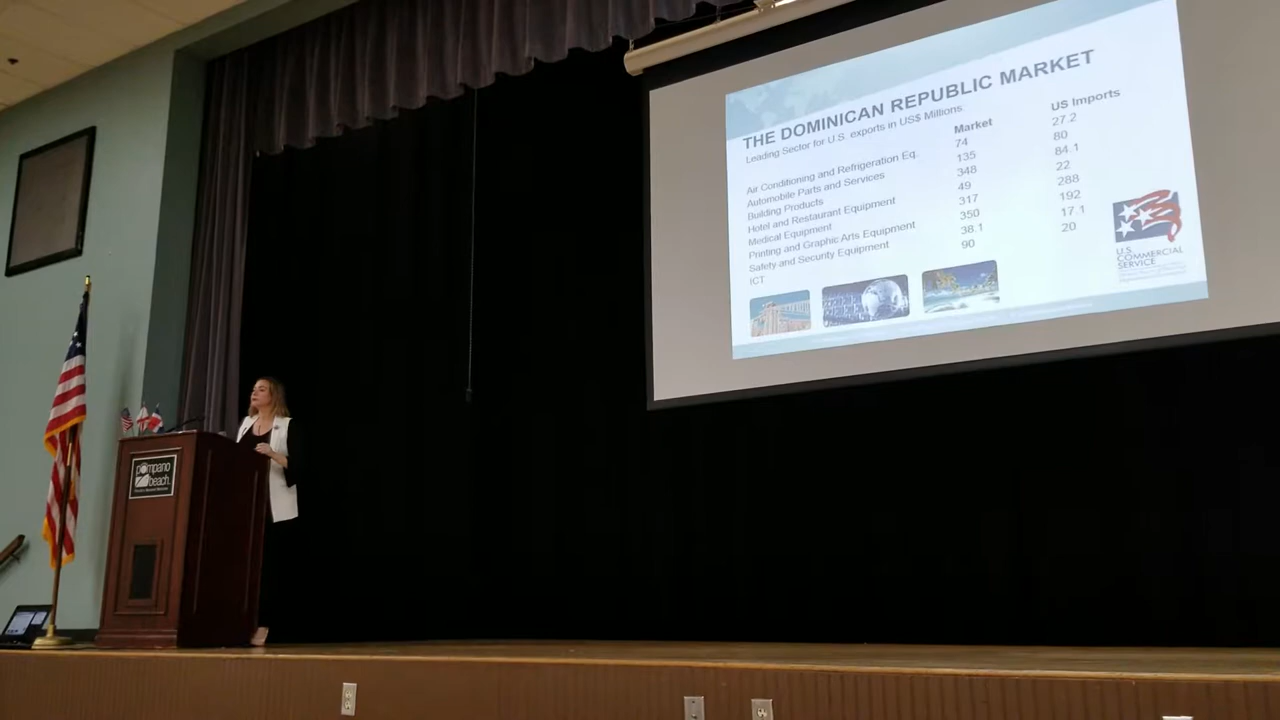 THE DOMINICAN REPUBLIC MARKET
Leading Sector for U.S. exports in US$ Millions
Market US Imports
Air Conditioning and Refrigeration Eq. 74 27.2
Automobile Parts and Services 135 80
Building Products 348 84.1
Hotel and Restaurant Equipment 49 22
Medical Equipment 317 288
Printing and Graphic Arts Equipment 350 192
Safety and Security Equipment 38.1 17.1
ICT 90 20
U.S.
COMMERCIAL
SERVICE
pompano
beach